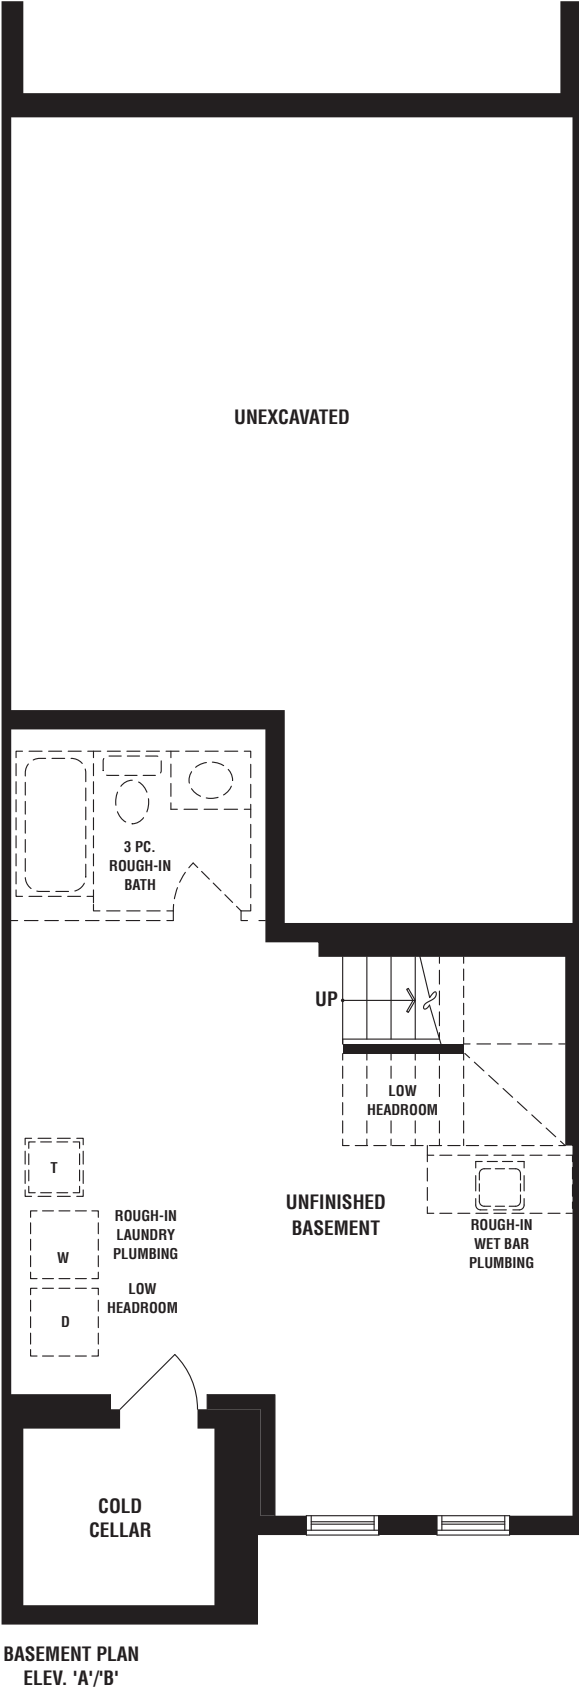 UNEXCAVATED
3 PC.
ROUGH-IN
BATH
UP
LOW
HEADROOM
T
UNFINISHED
BASEMENT
ROUGH-IN
LAUNDRY
PLUMBING
W
ROUGH-IN
WET BAR
PLUMBING
LOW
HEADROOM
D
COLD
CELLAR
BASEMENT PLAN
ELEV. 'A'/'B'